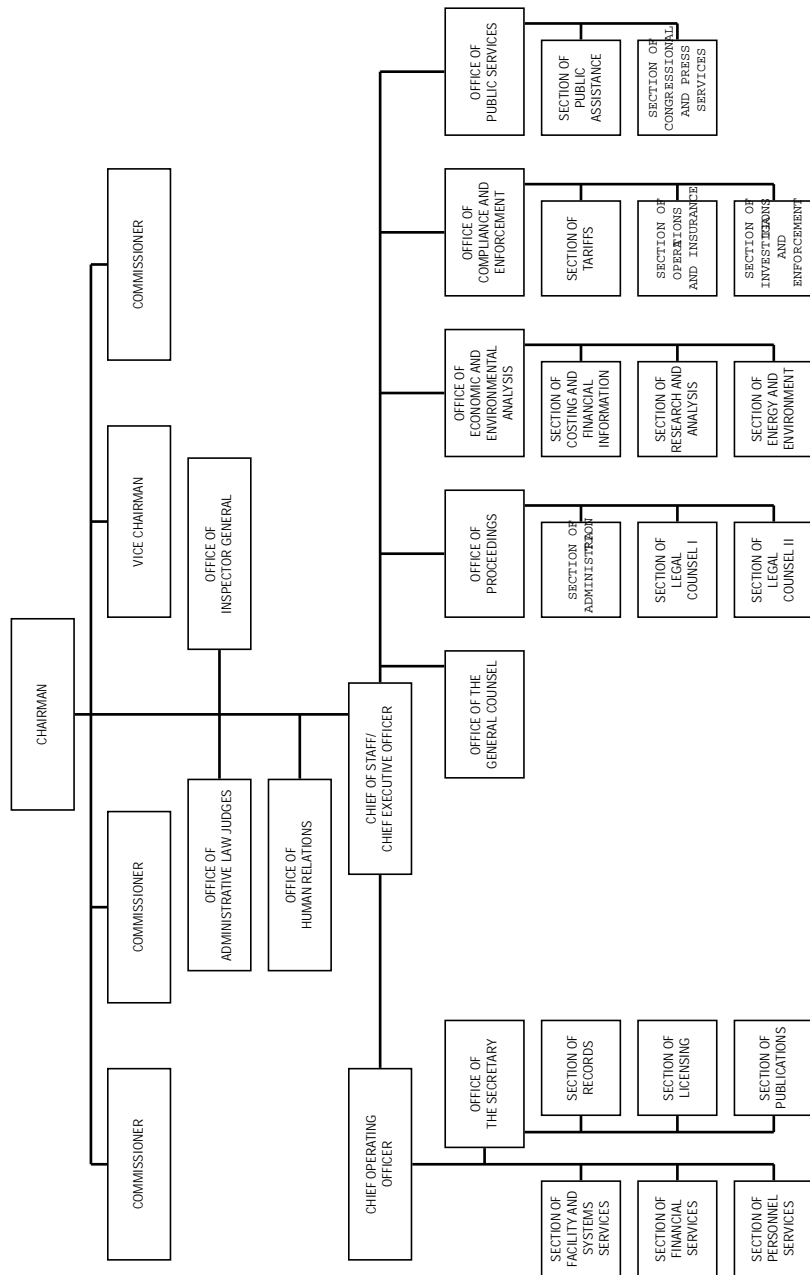 CHAIRMAN
COMMISSIONER
COMMISSIONER
VICE CHAIRMAN
COMMISSIONER
OFFICE OF
ADMINISTRATIVE LAW JUDGES
OFFICE OF
INSPECTOR GENERAL
OFFICE OF
HUMAN RELATIONS
CHIEF OPERATING
OFFICER
CHIEF OF STAFF/
CHIEF EXECUTIVE OFFICER
OFFICE OF
THE SECRETARY
OFFICE OF THE
GENERAL COUNSEL
OFFICE OF
PROCEEDINGS
OFFICE OF
ECONOMIC AND
ENVIRONMENTAL
ANALYSIS
OFFICE OF
COMPLIANCE AND
ENFORCEMENT
OFFICE OF
PUBLIC SERVICES
SECTION OF
FACILITY AND
SYSTEMS
SERVICES
SECTION OF
RECORDS
SECTION OF
ADMINISTRATION
SECTION OF
COSTING AND
FINANCIAL
INFORMATION
SECTION OF
TARIFFS
SECTION OF
PUBLIC
ASSISTANCE
SECTION OF
FINANCIAL
SERVICES
SECTION OF
LICENSING
SECTION OF
LEGAL
COUNSEL I
SECTION OF
RESEARCH AND
ANALYSIS
SECTION OF
OPERATIONS
AND INSURANCE
SECTION OF
CONGRESSIONAL
AND PRESS
SERVICES
SECTION OF
PERSONNEL
SERVICES
SECTION OF
PUBLICATIONS
SECTION OF
LEGAL
COUNSEL II
SECTION OF
ENERGY AND
ENVIRONMENT
SECTION OF
INVESTIGATIONS
AND
ENFORCEMENT